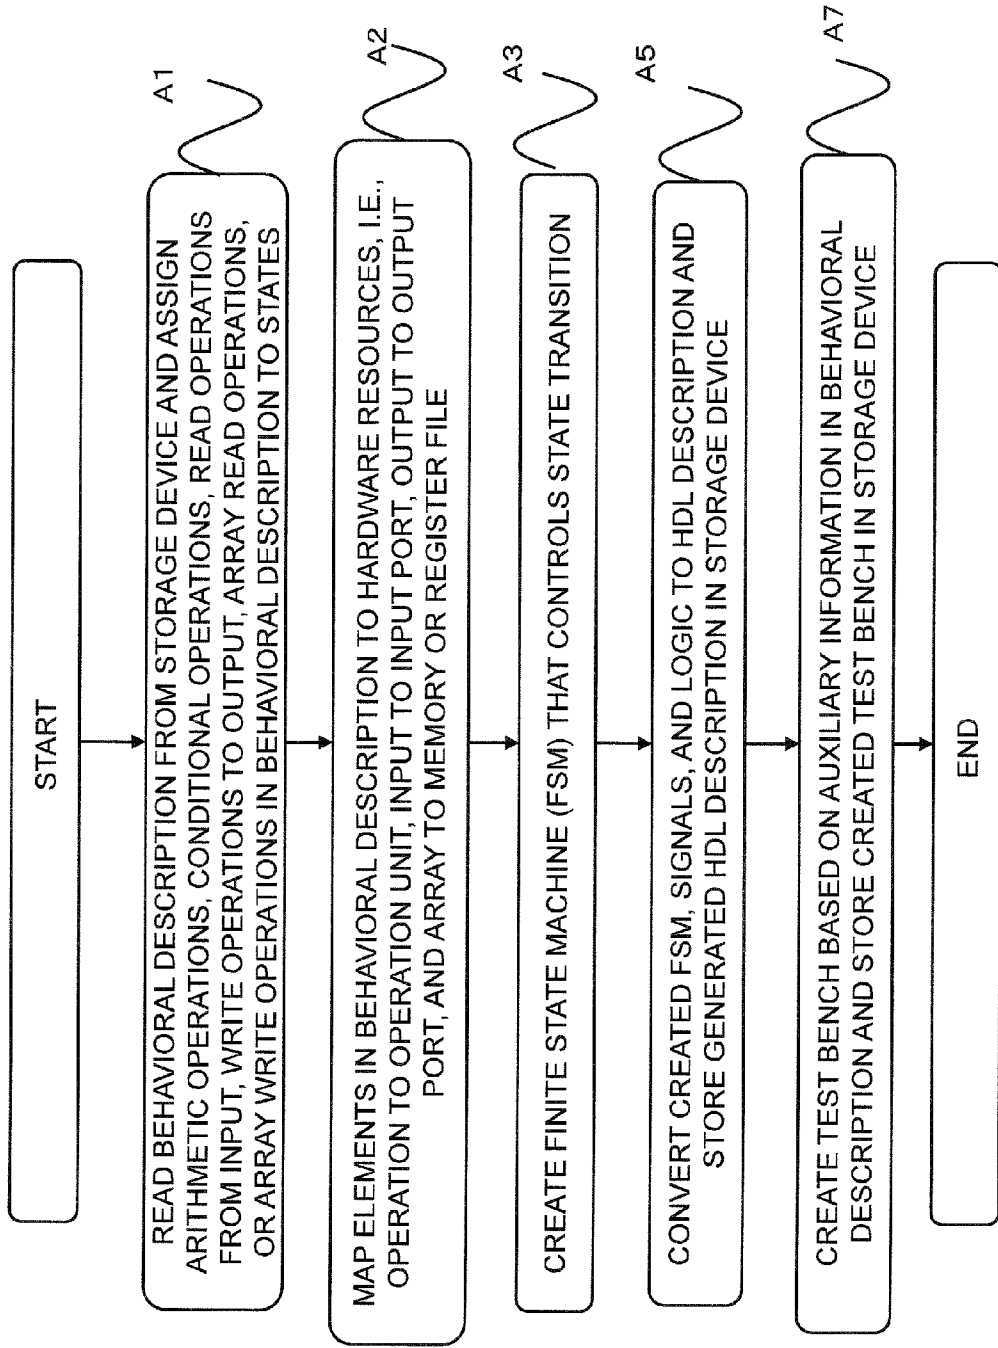 START
A1
READ BEHAVIORAL DESCRIPTION FROM STORAGE DEVICE AND ASSIGN
ARITHMETIC OPERATIONS, CONDITIONAL OPERATIONS, READ OPERATIONS
FROM INPUT, WRITE OPERATIONS TO OUTPUT, ARRAY READ OPERATIONS,
OR ARRAY WRITE OPERATIONS IN BEHAVIORAL DESCRIPTION TO STATES
A2
MAP ELEMENTS IN BEHAVIORAL DESCRIPTION TO HARDWARE RESOURCES, I.E.,
OPERATION TO OPERATION UNIT, INPUT TO INPUT PORT, OUTPUT TO OUTPUT
PORT, AND ARRAY TO MEMORY OR REGISTER FILE
A3
CREATE FINITE STATE MACHINE (FSM) THAT CONTROLS STATE TRANSITION
A5
CONVERT CREATED FSM, SIGNALS, AND LOGIC TO HDL DESCRIPTION AND
STORE GENERATED HDL DESCRIPTION IN STORAGE DEVICE
A7
CREATE TEST BENCH BASED ON AUXILIARY INFORMATION IN BEHAVIORAL
DESCRIPTION AND STORE CREATED TEST BENCH IN STORAGE DEVICE
END